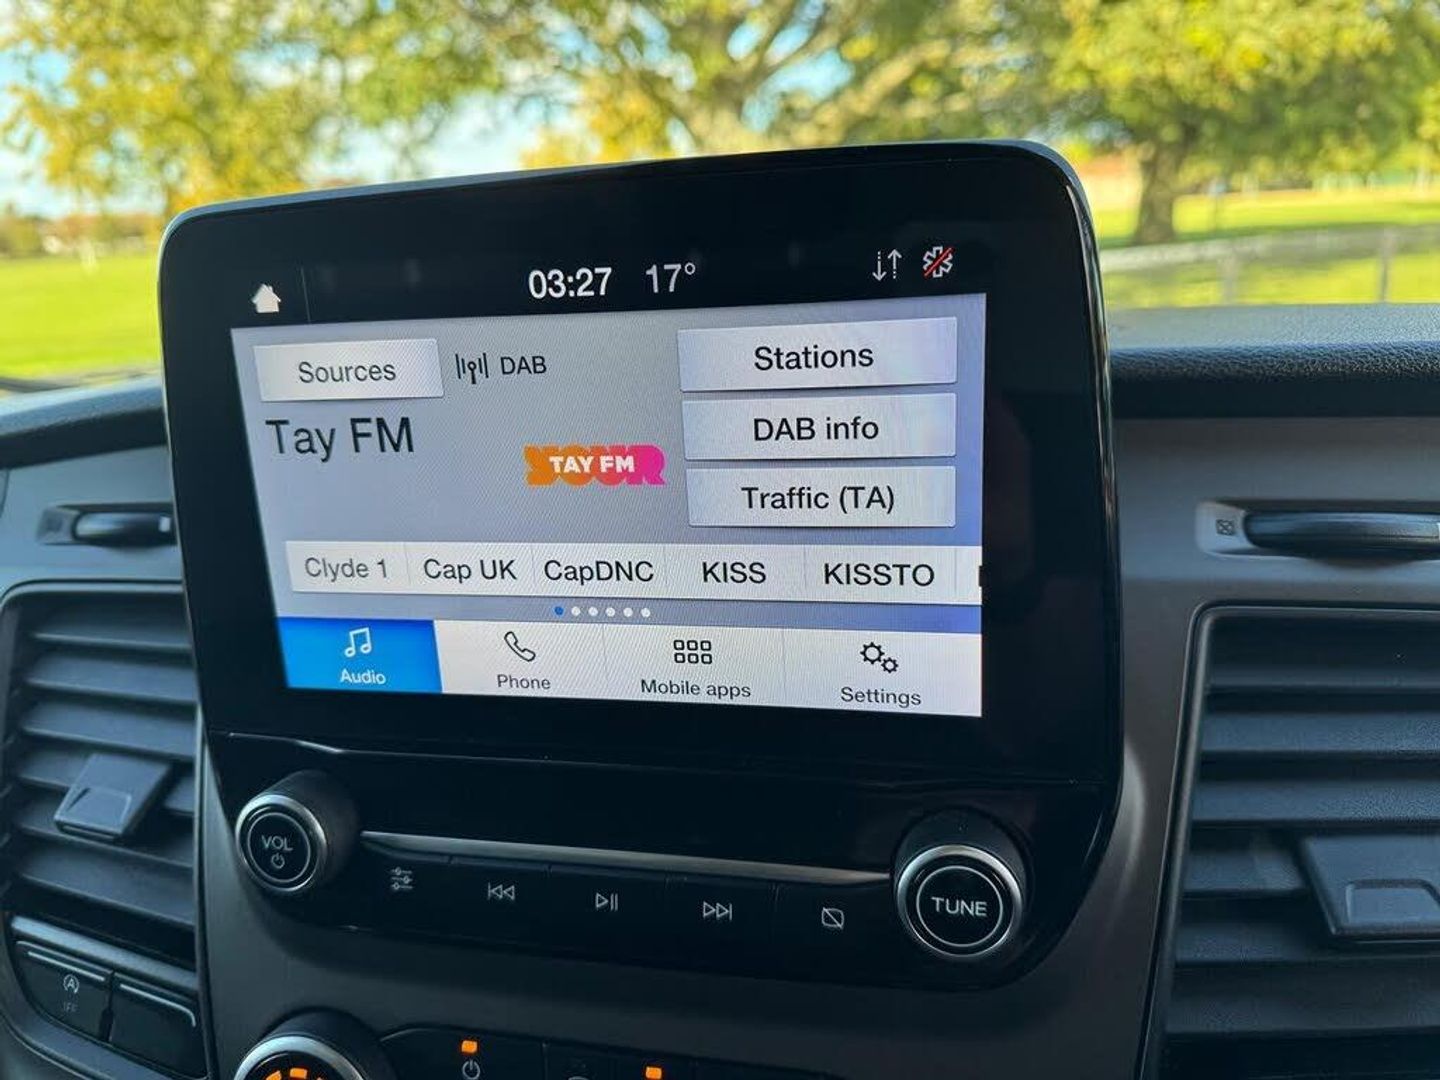 03:27 17°
Sources DAB Stations
Tay FM
TAY FM
DAB info
Traffic (TA)
Clyde 1 Cap UK CapDNC KISS KISSTO
Audio Phone Mobile apps Settings
VOL
TUNE